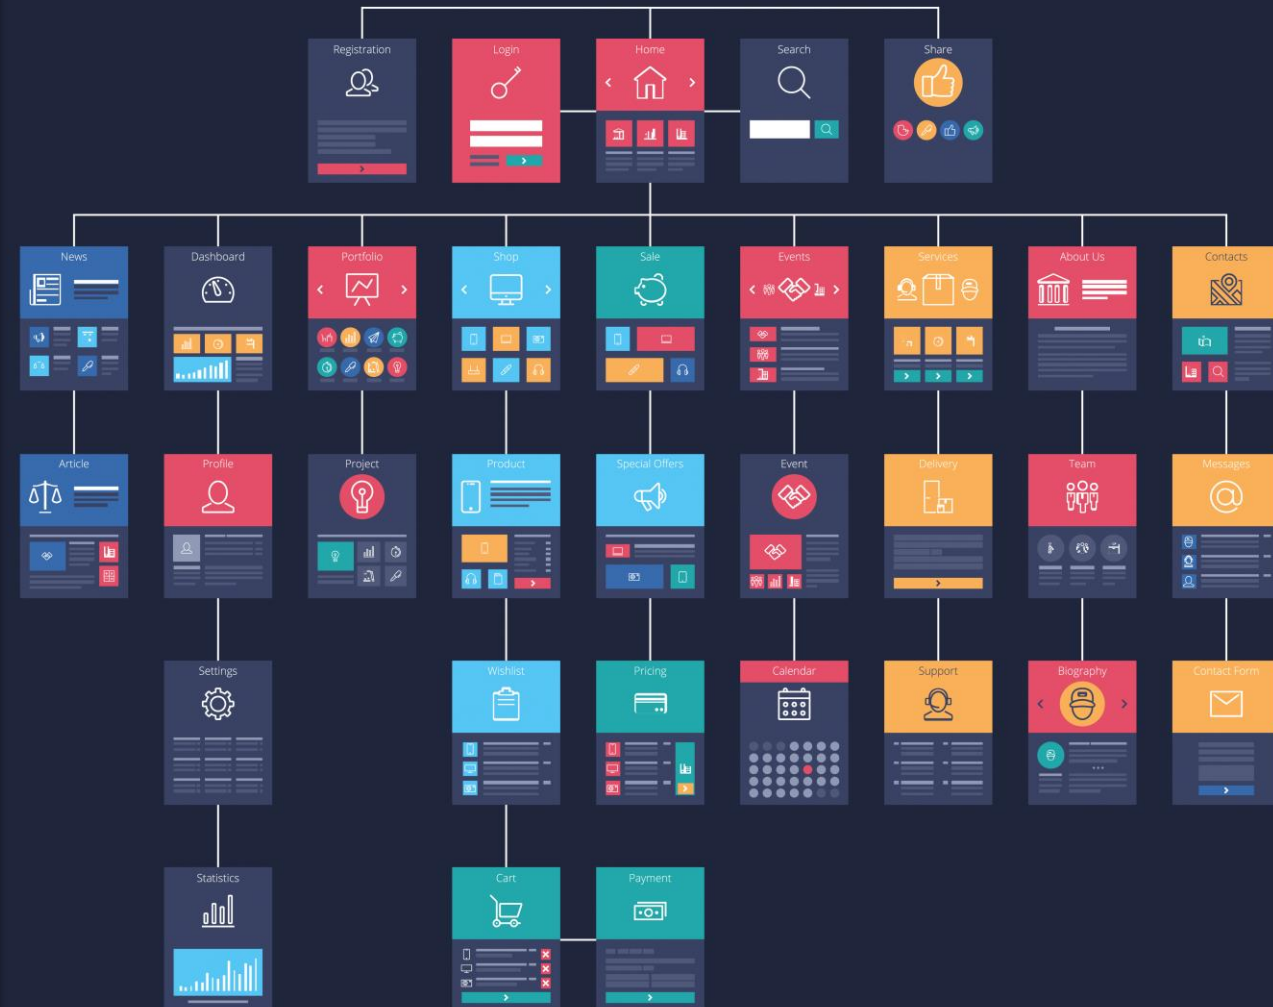 Registration
Login
Home
Search
Share
News
Dashboard
Portfolio
Shop
Sale
Events
Services
About Us
Contacts
Article
Profile
Project
Product
Special Offers
Event
Delivery
Team
Messages
Settings
Wishlist
Pricing
Calendar
Support
Biography
Contact Form
Statistics
Cart
Payment